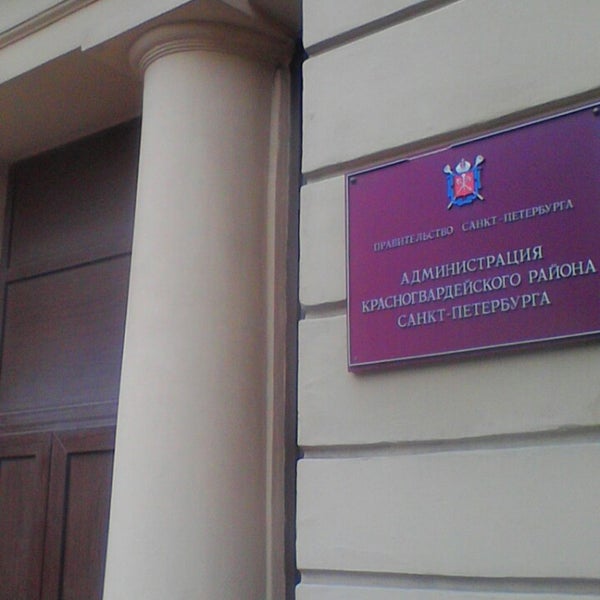 ПРАВИТЕЛЬСТВО САНКТ-ПЕТЕРБУРГА
АДМИНИСТРАЦИЯ
КРАСНОГВАРДЕЙСКОГО РАЙОНА
САНКТ-ПЕТЕРБУРГА